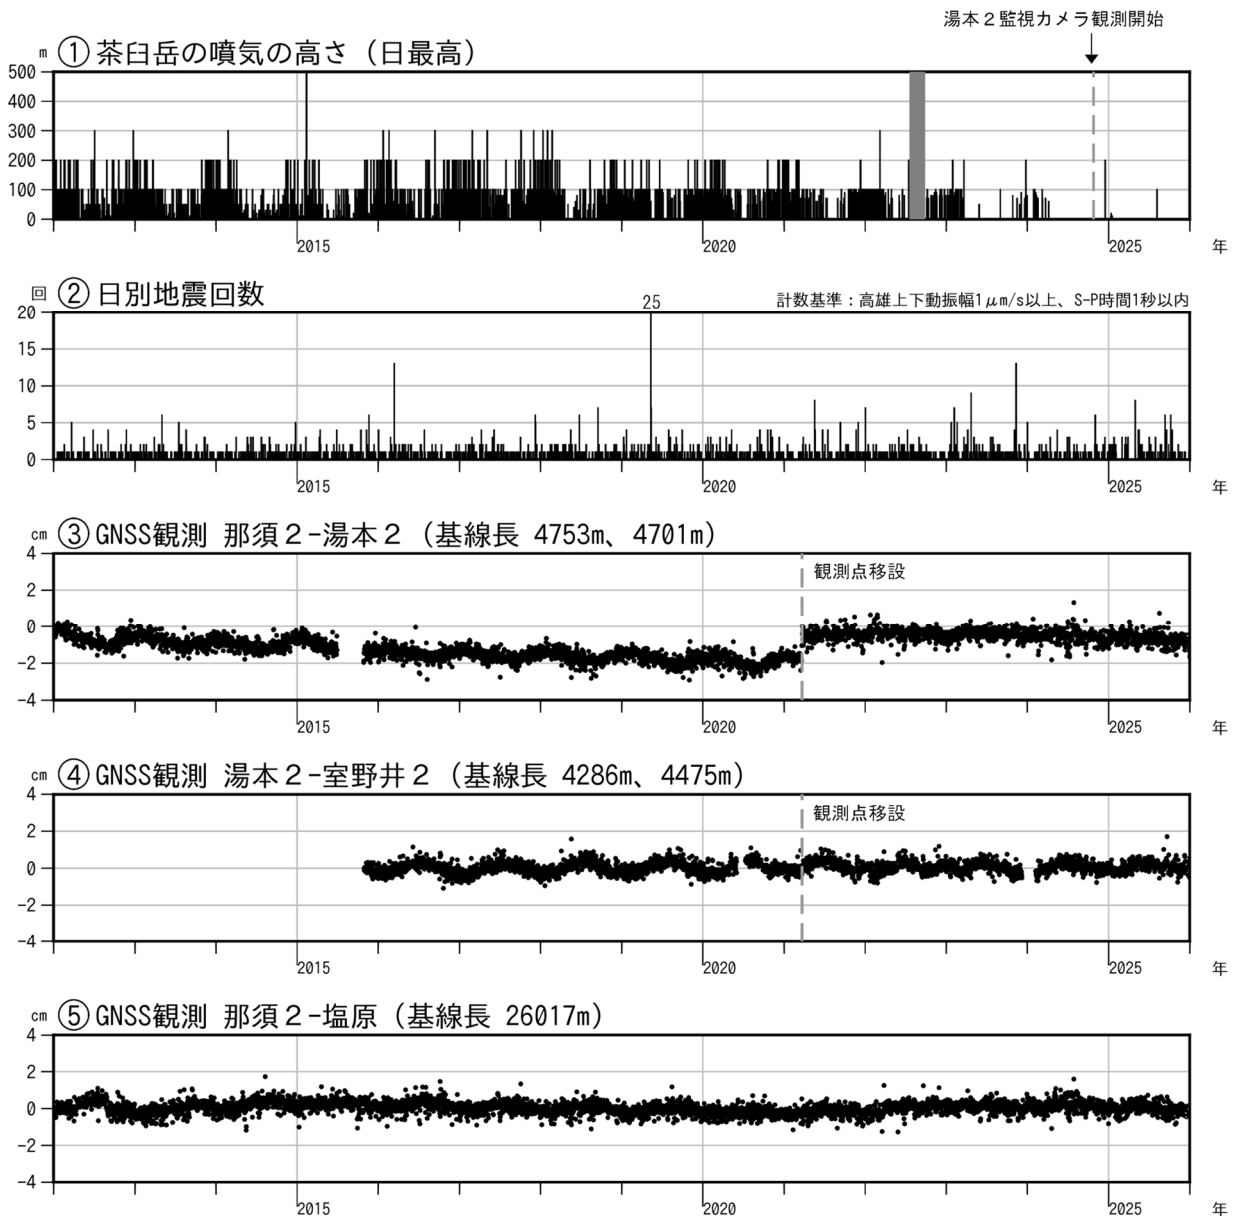 湯本２監視カメラ観測開始
m ①茶臼岳の噴気の高さ（日最高）
500
400
300
200
100
0
2015 2020 2025 年
回 ②日別地震回数
25 計数基準：高雄上下動振幅1μm/s以上、S-P時間1秒以内
20
15
10
5
0
2015 2020 2025 年
cm ③GNSS観測 那須２-湯本２（基線長 4753m、4701m）
4
観測点移設
2
0
-2
-4
2015 2020 2025 年
cm ④GNSS観測 湯本２-室野井２（基線長 4286m、4475m）
4
観測点移設
2
0
-2
-4
2015 2020 2025 年
cm ⑤GNSS観測 那須２-塩原（基線長 26017m）
4
2
0
-2
-4
2015 2020 2025 年